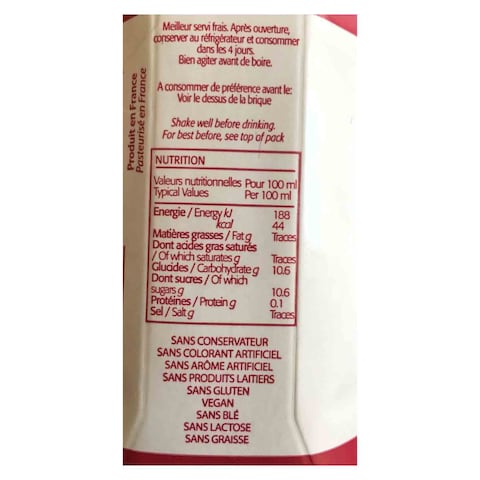 Meilleur servi frais. Après ouverture,
conserver au réfrigérateur et consommer
dans les 4 jours.
Bien agiter avant de boire.
A consommer de préférence avant le:
Voir le dessus de la brique
Shake well before drinking.
For best before, see top of pack
Produit en France
Pasteurisé en France
NUTRITION
Valeurs nutritionnelles Pour 100 ml
Typical Values Per 100 ml
Energie / Energy kJ 188
kcal 44
Matières grasses / Fat g Traces
Dont acides gras saturés
/ Of which saturates g Traces
Glucides / Carbohydrate g 10.6
Dont sucres / Of which
sugars g 10.6
Protéines / Protein g 0.1
Sel / Salt g Traces
SANS CONSERVATEUR
SANS COLORANT ARTIFICIEL
SANS ARÔME ARTIFICIEL
SANS PRODUITS LAITIERS
SANS GLUTEN
VEGAN
SANS BLÉ
SANS LACTOSE
SANS GRAISSE